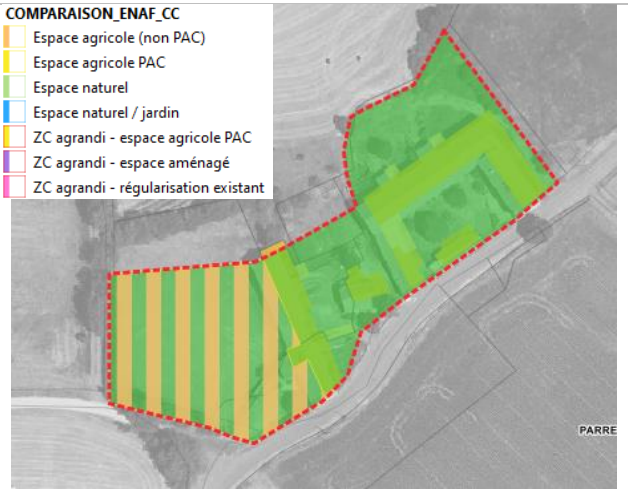 COMPARAISON_ENAF_CC
Espace agricole (non PAC)
Espace agricole PAC
Espace naturel
Espace naturel / jardin
ZC agrandi - espace agricole PAC
ZC agrandi - espace aménagé
ZC agrandi - régularisation existant
PARRE